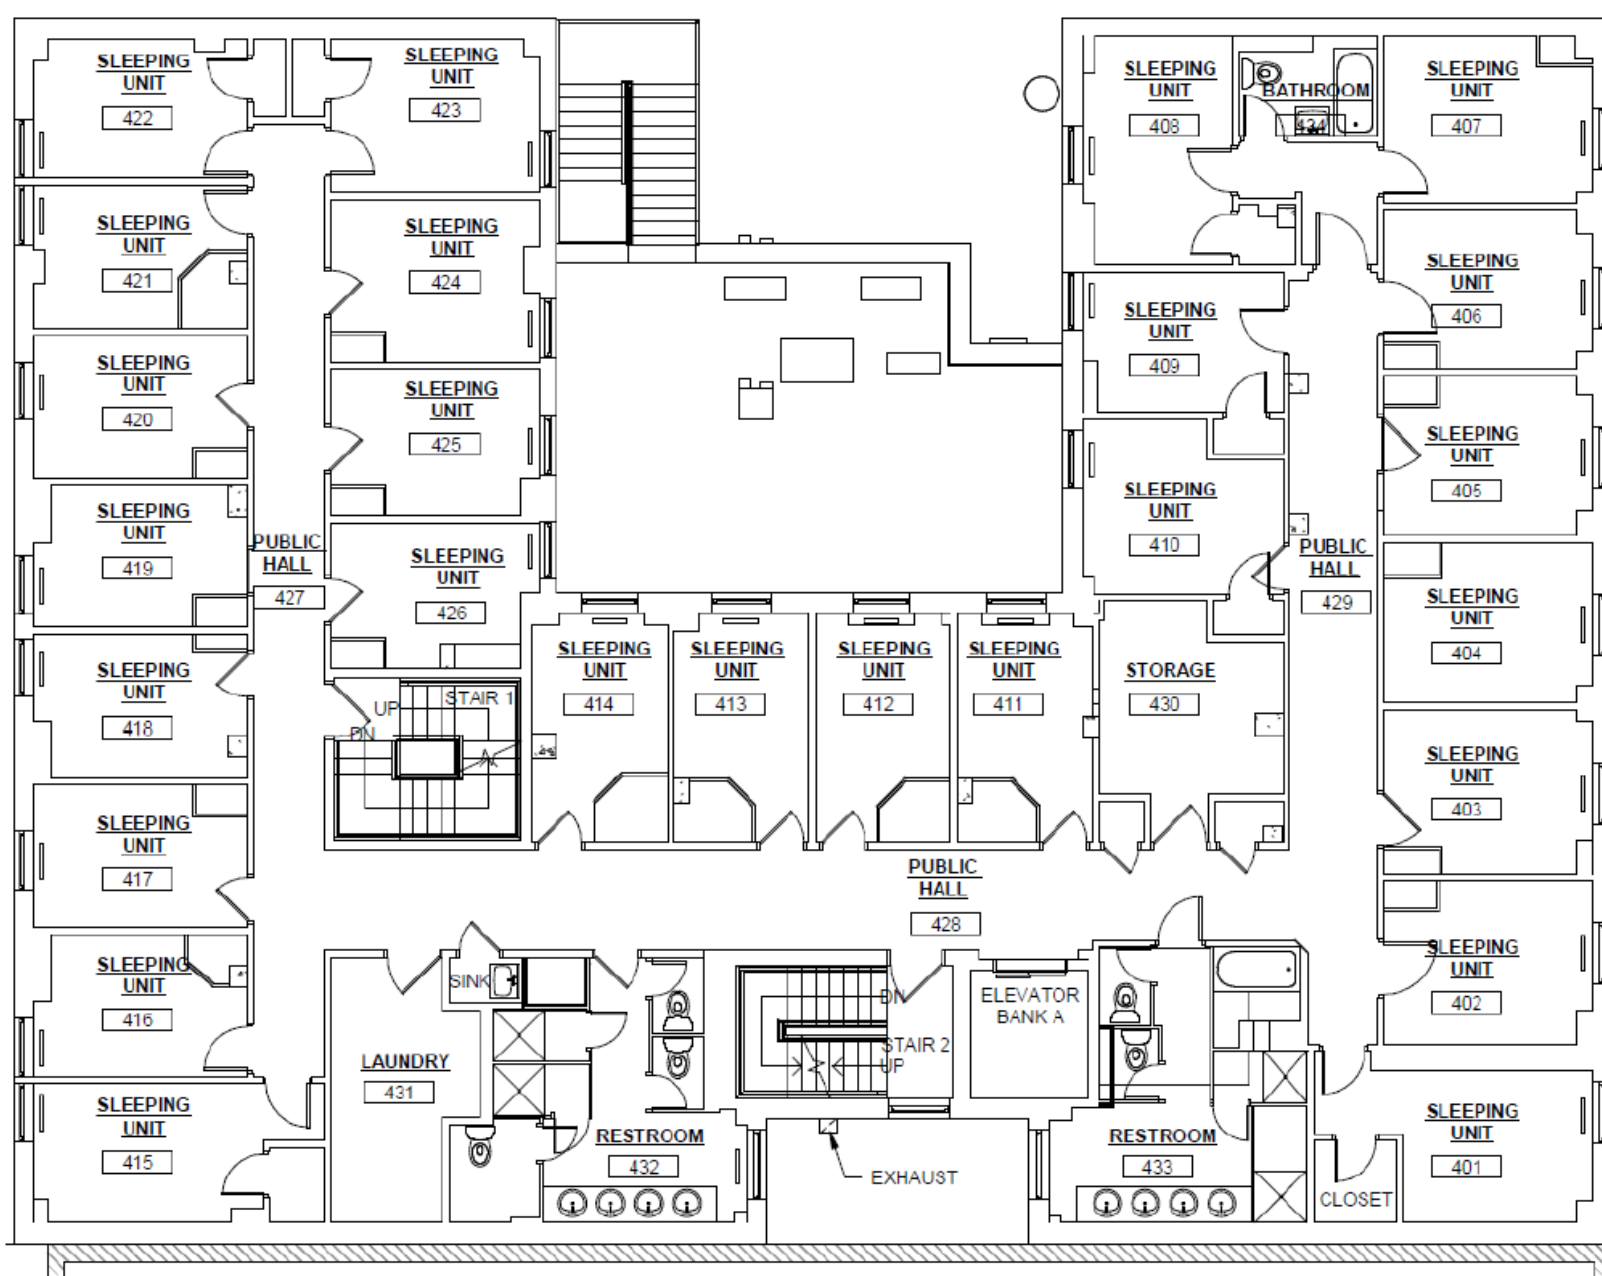 SLEEPING
UNIT
422
SLEEPING
UNIT
423
SLEEPING
UNIT
408
BATHROOM
434
SLEEPING
UNIT
407
SLEEPING
UNIT
421
SLEEPING
UNIT
424
SLEEPING
UNIT
409
SLEEPING
UNIT
406
SLEEPING
UNIT
420
SLEEPING
UNIT
425
SLEEPING
UNIT
410
SLEEPING
UNIT
405
SLEEPING
UNIT
419
PUBLIC
HALL
427
SLEEPING
UNIT
426
PUBLIC
HALL
429
SLEEPING
UNIT
404
SLEEPING
UNIT
418
UP
DN
STAIR 1
SLEEPING
UNIT
414
SLEEPING
UNIT
413
SLEEPING
UNIT
412
SLEEPING
UNIT
411
STORAGE
430
SLEEPING
UNIT
403
SLEEPING
UNIT
417
PUBLIC
HALL
428
SLEEPING
UNIT
402
SLEEPING
UNIT
416
SINK
DN
STAIR 2
UP
ELEVATOR
BANK A
LAUNDRY
431
SLEEPING
UNIT
415
RESTROOM
432
EXHAUST
RESTROOM
433
CLOSET
SLEEPING
UNIT
401